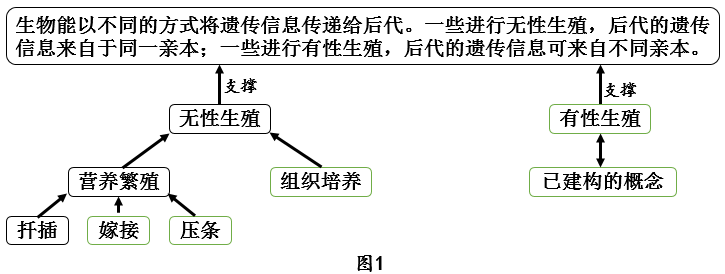 生物能以不同的方式将遗传信息传递给后代。一些进行无性生殖，后代的遗传
信息来自于同一亲本；一些进行有性生殖，后代的遗传信息可来自不同亲本。
支撑
支撑
无性生殖
有性生殖
营养繁殖
组织培养
已建构的概念
扦插
嫁接
压条
图1